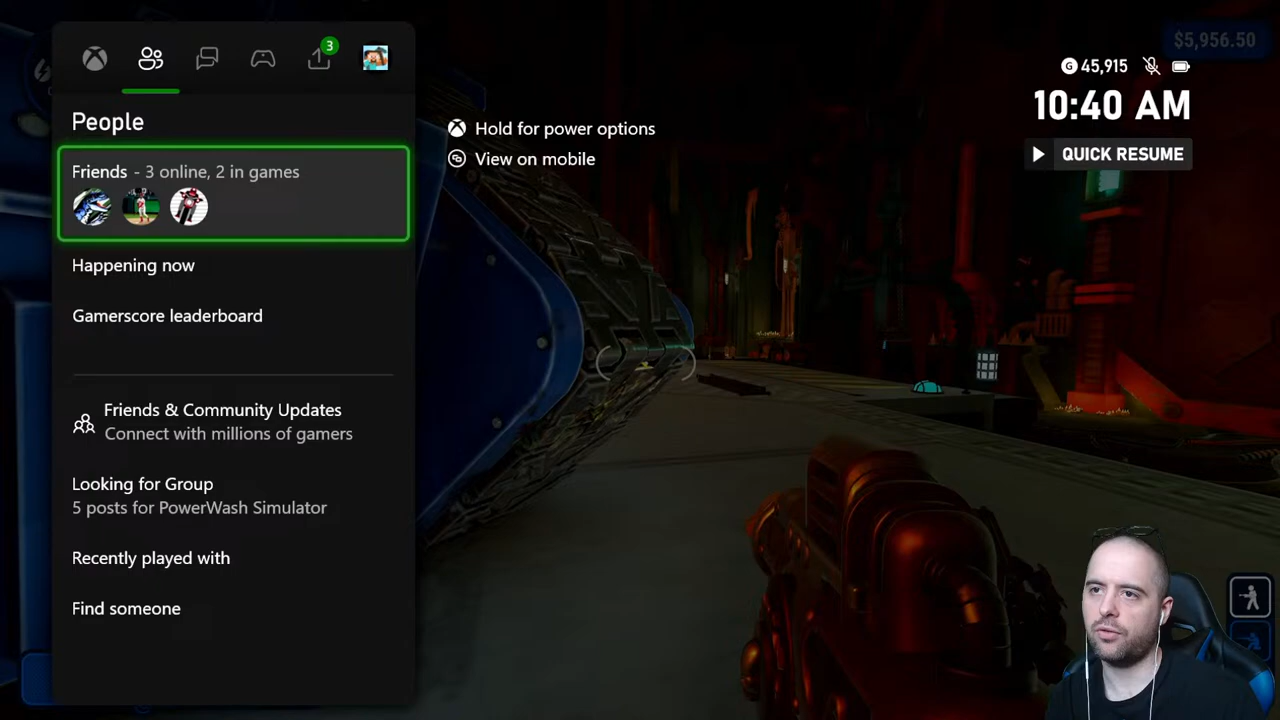 3
People
Friends - 3 online, 2 in games
Happening now
Gamerscore leaderboard
Friends & Community Updates
Connect with millions of gamers
Looking for Group
5 posts for PowerWash Simulator
Recently played with
Find someone
Hold for power options
View on mobile
$5,956.50
G 45,915
10:40 AM
QUICK RESUME